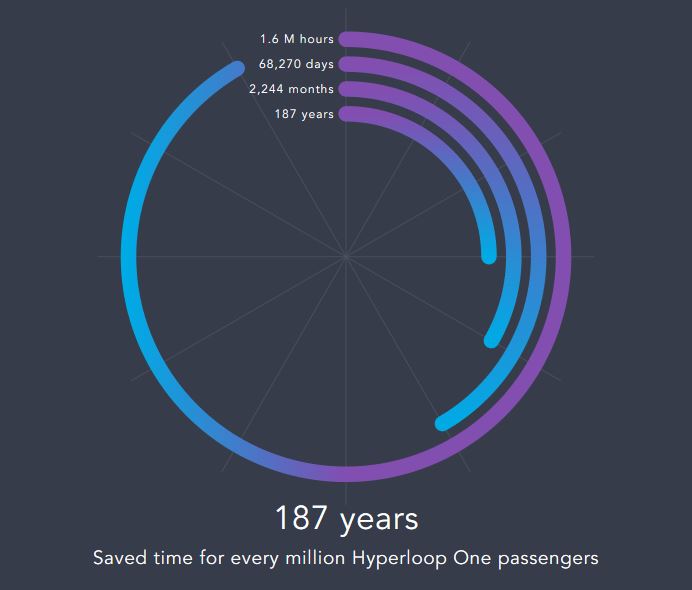 1.6 M hours
68,270 days
2,244 months
187 years
187 years
Saved time for every million Hyperloop One passengers